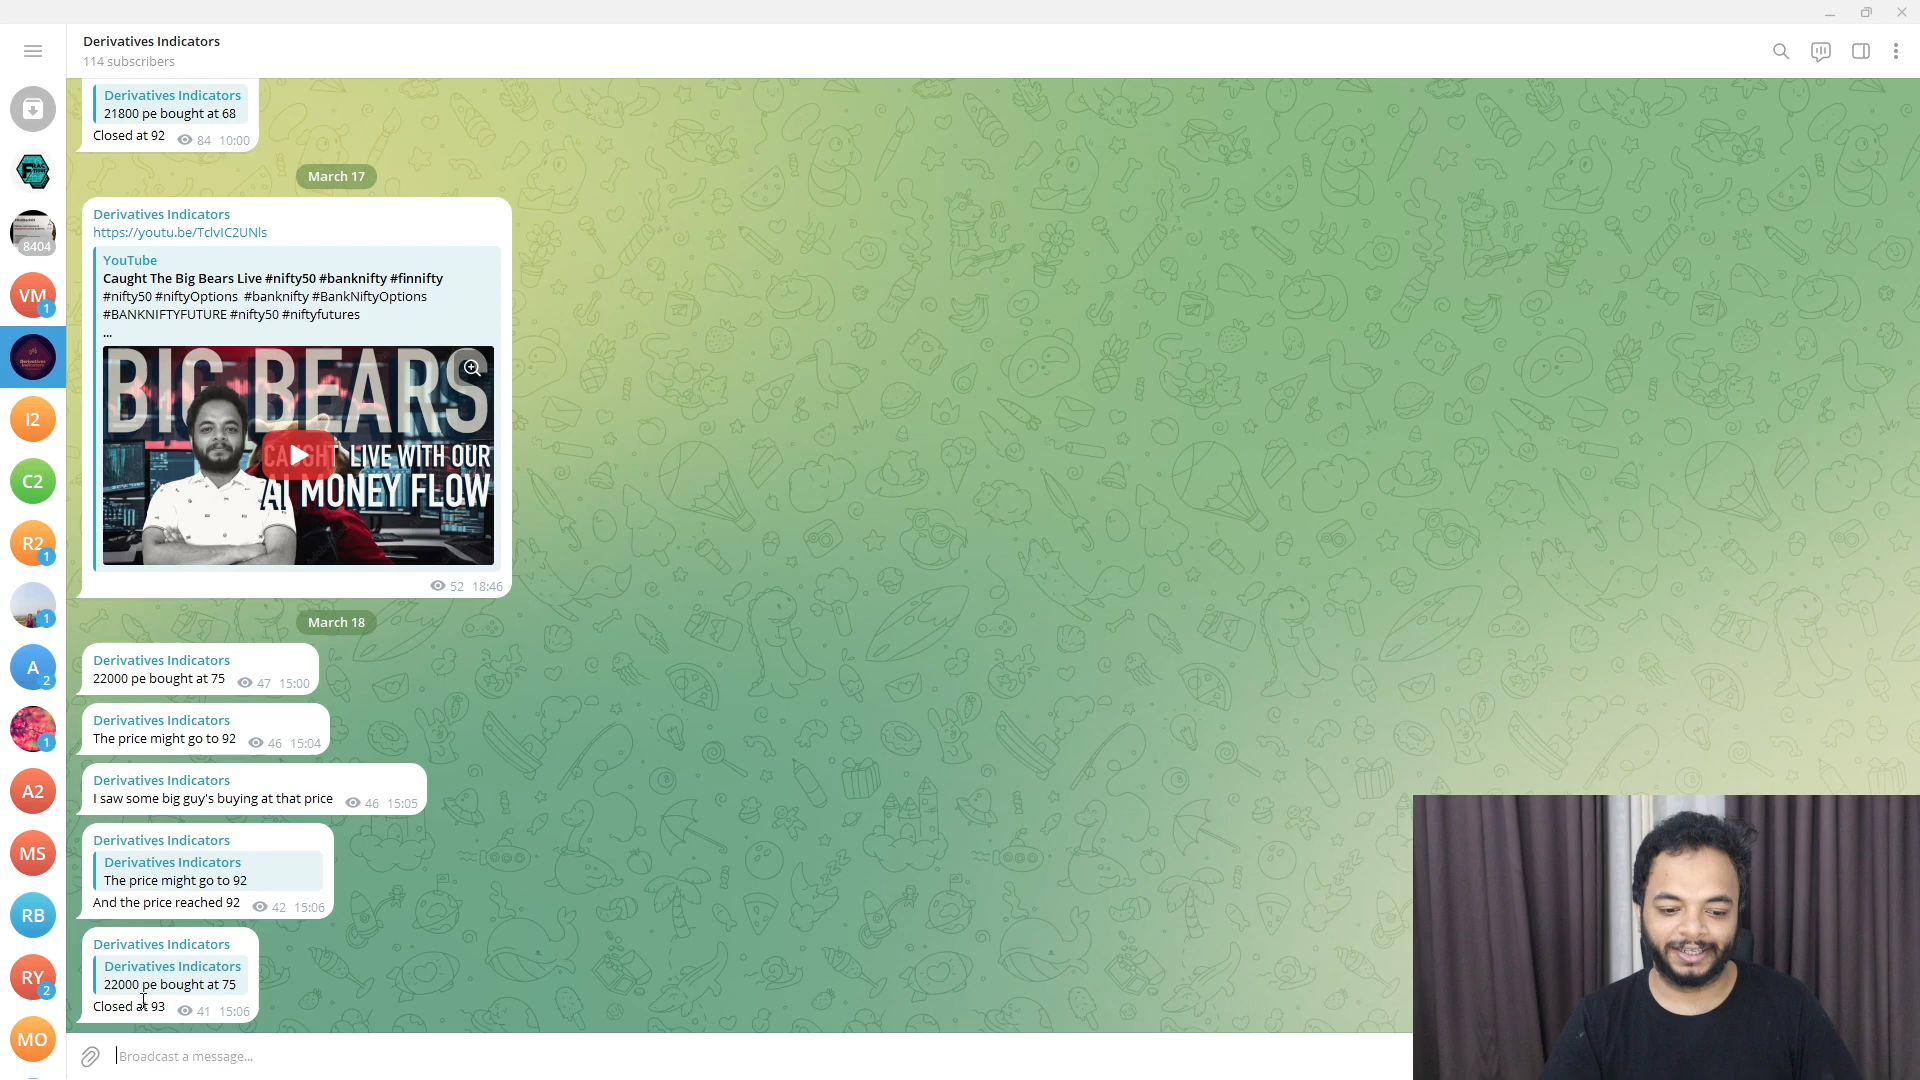 Derivatives Indicators
114 subscribers
Derivatives Indicators
21800 pe bought at 68
Closed at 92 84 10:00
March 17
Derivatives Indicators
https://youtu.be/TclvIC2UNls
YouTube
Caught The Big Bears Live #nifty50 #banknifty #finnifty
#nifty50 #niftyOptions #banknifty #BankNiftyOptions
#BANKNIFTYFUTURE #nifty50 #niftyfutures
...
BIG BEARS
CAUGHT LIVE WITH OUR
AI MONEY FLOW
52 18:46
March 18
Derivatives Indicators
22000 pe bought at 75 47 15:00
Derivatives Indicators
The price might go to 92 46 15:04
Derivatives Indicators
I saw some big guy's buying at that price 46 15:05
Derivatives Indicators
Derivatives Indicators
The price might go to 92
And the price reached 92 42 15:06
Derivatives Indicators
Derivatives Indicators
22000 pe bought at 75
Closed at 93 41 15:06
Broadcast a message...
8404
VM
1
I2
C2
R2
1
1
A
2
1
A2
MS
RB
RY
2
MO